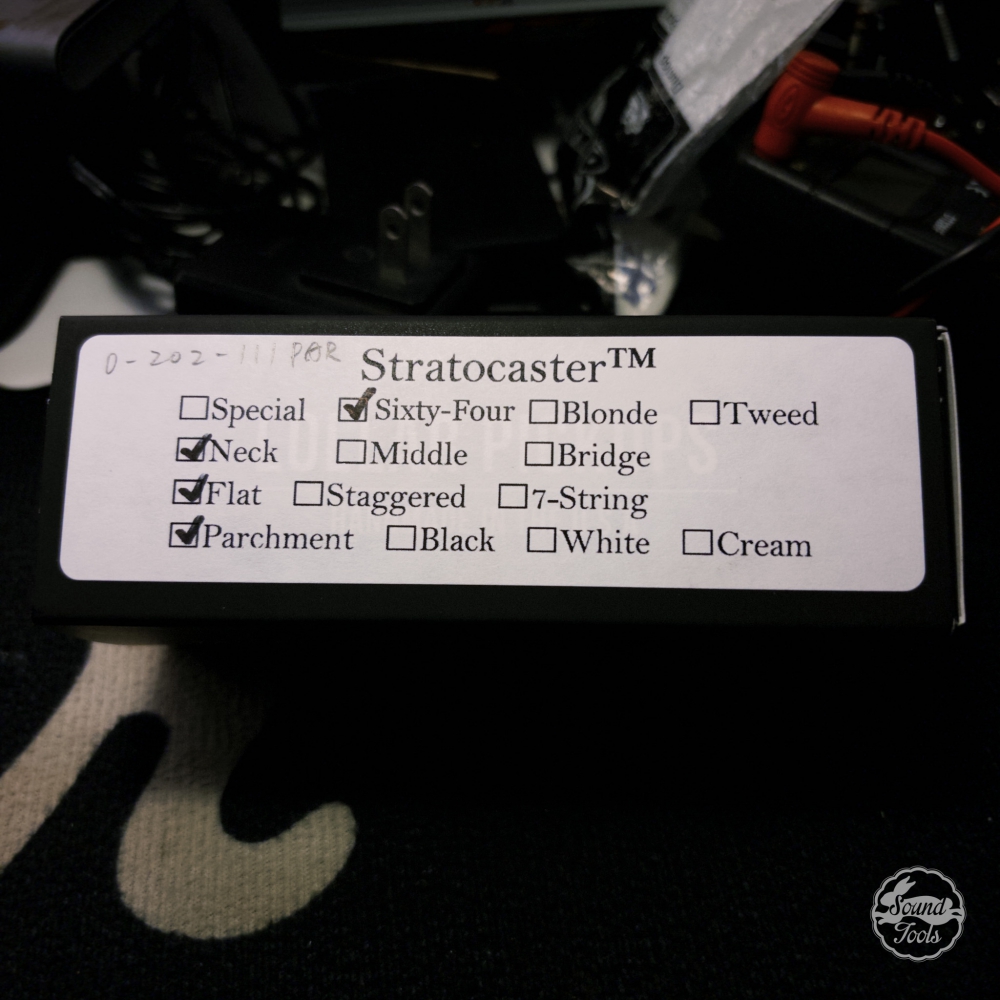 0-202-111 PAR
Stratocaster™
☐Special ☑Sixty-Four ☐Blonde ☐Tweed
☑Neck ☐Middle ☐Bridge
☑Flat ☐Staggered ☐7-String
☑Parchment ☐Black ☐White ☐Cream
Sound
Tools